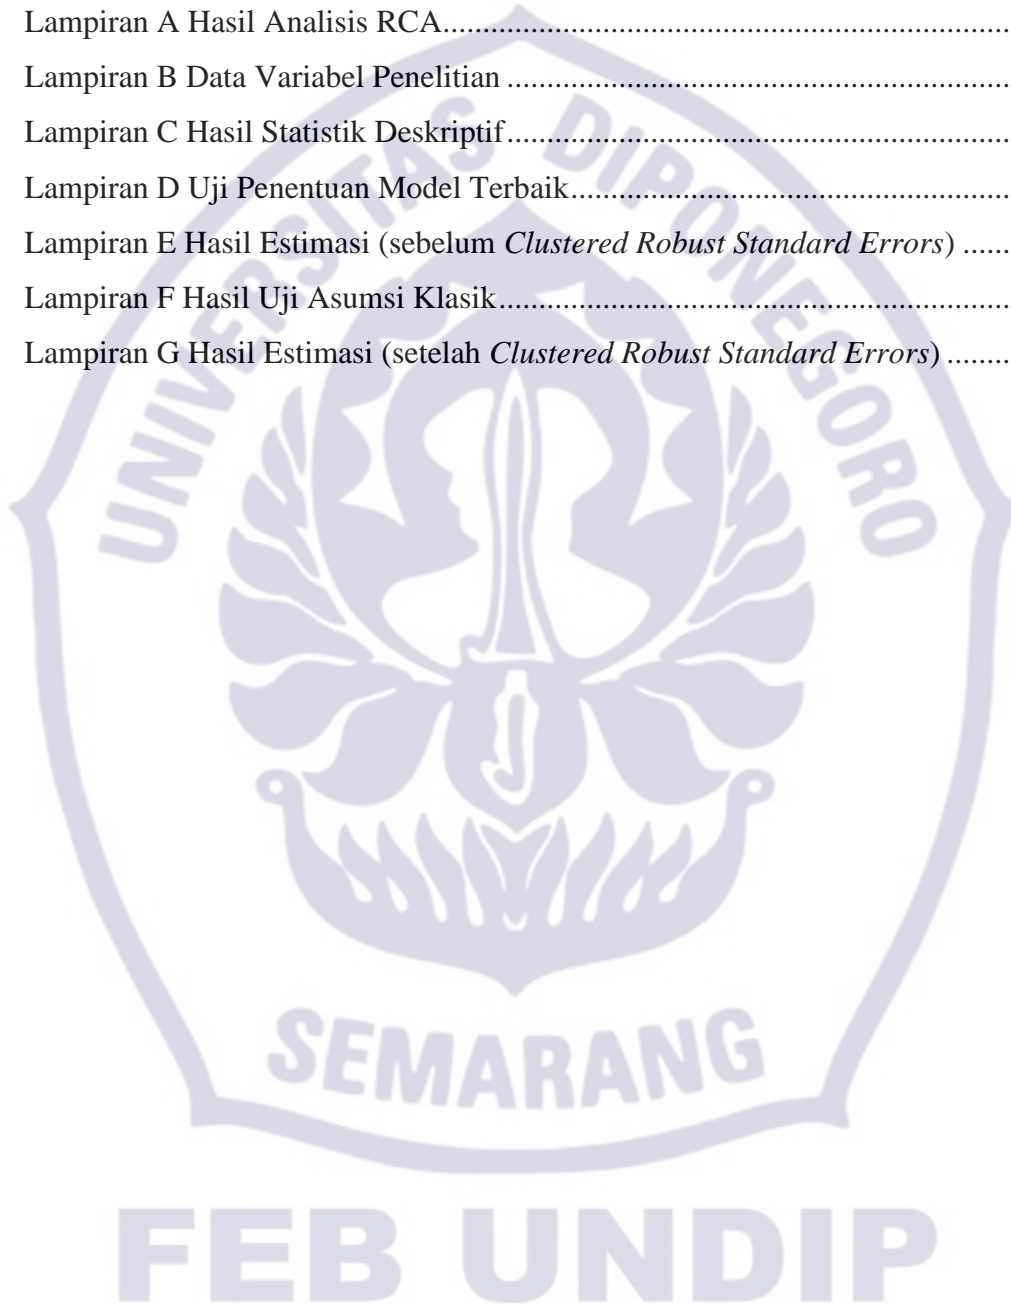 Lampiran A Hasil Analisis RCA........................................................................
Lampiran B Data Variabel Penelitian ...............................................................
Lampiran C Hasil Statistik Deskriptif...............................................................
Lampiran D Uji Penentuan Model Terbaik.......................................................
Lampiran E Hasil Estimasi (sebelum Clustered Robust Standard Errors) ......
Lampiran F Hasil Uji Asumsi Klasik................................................................
Lampiran G Hasil Estimasi (setelah Clustered Robust Standard Errors) ........
UNIVERSITAS DIPONEGORO
SEMARANG
FEB UNDIP